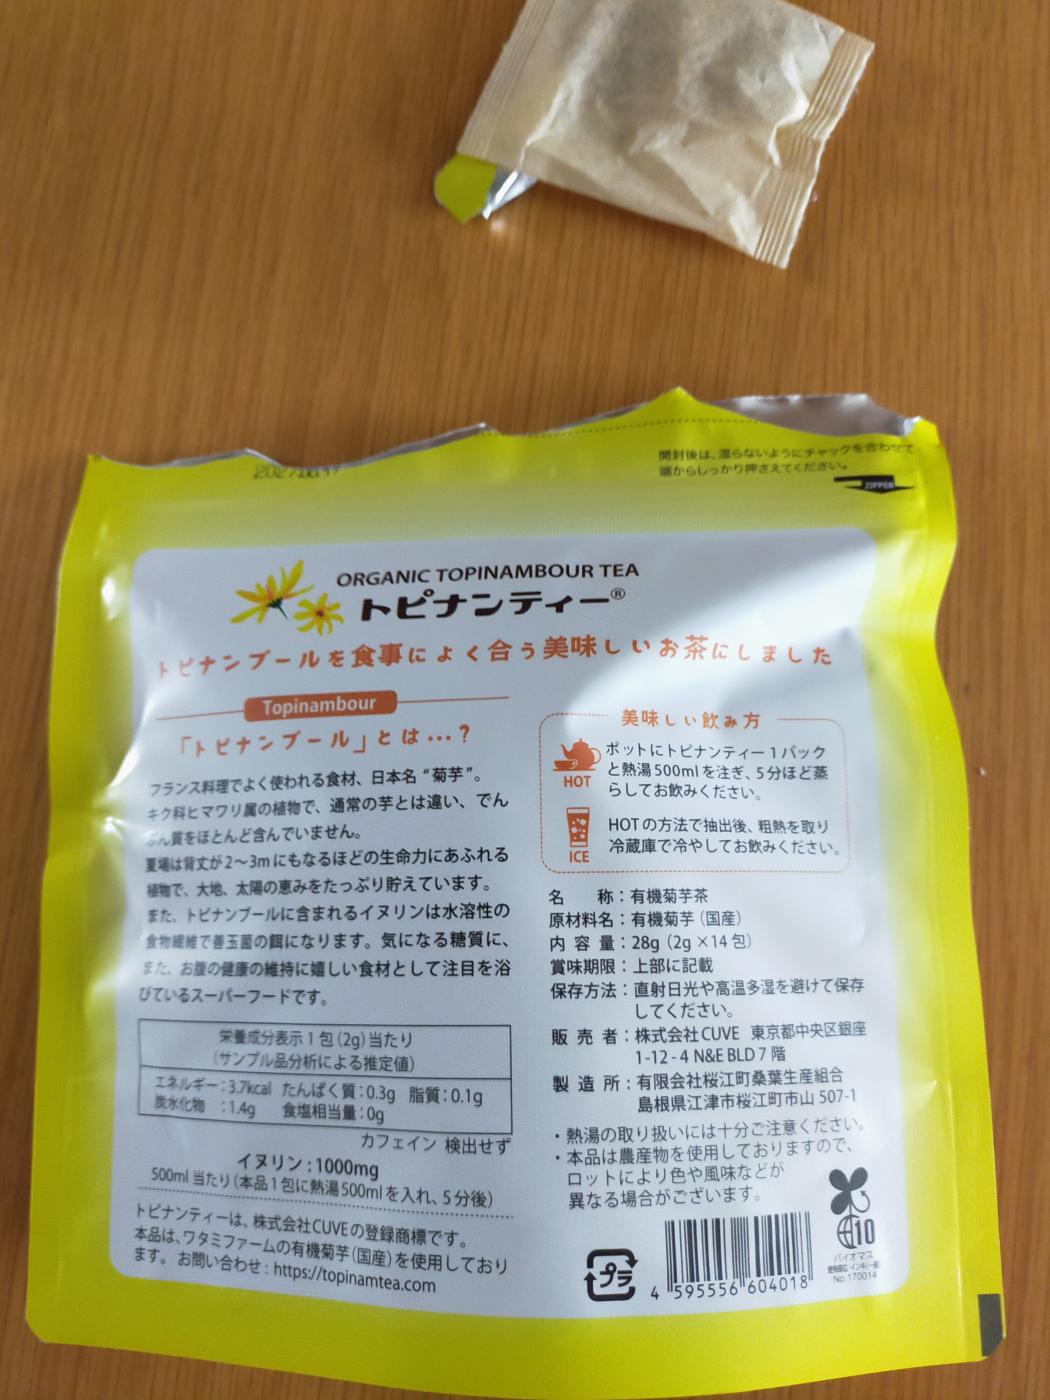 開封後は、湿らないようにチャックを合わせて
端からしっかり押さえてください。
ZIPPER
ORGANIC TOPINAMBOUR TEA
トピナンティー®
トピナンブールを食事によく合う美味しいお茶にしました
Topinambour
「トピナンブール」とは…?
フランス料理でよく使われる食材、日本名“菊芋”。
キク科ヒマワリ属の植物で、通常の芋とは違い、でん
ぷん質をほとんど含んでいません。
夏場は背丈が2～3mにもなるほどの生命力にあふれる
植物で、大地、太陽の恵みをたっぷり貯えています。
また、トピナンブールに含まれるイヌリンは水溶性の
食物繊維で善玉菌の餌になります。気になる糖質に、
また、お腹の健康の維持に嬉しい食材として注目を浴
びているスーパーフードです。
栄養成分表示1包(2g)当たり
(サンプル品分析による推定値)
エネルギー:3.7kcal たんぱく質:0.3g 脂質:0.1g
炭水化物 :1.4g 食塩相当量:0g
カフェイン 検出せず
イヌリン:1000mg
500ml当たり(本品1包に熱湯500mlを入れ、5分後)
トピナンティーは、株式会社CUVEの登録商標です。
本品は、ワタミファームの有機菊芋(国産)を使用しており
ます。お問い合わせ:https://topinamtea.com
美味しい飲み方
HOT
ポットにトピナンティー1パック
と熱湯500mlを注ぎ、5分ほど蒸
らしてお飲みください。
ICE
HOTの方法で抽出後、粗熱を取り
冷蔵庫で冷やしてお飲みください。
名 称:有機菊芋茶
原材料名:有機菊芋(国産)
内 容 量:28g(2g×14包)
賞味期限:上部に記載
保存方法:直射日光や高温多湿を避けて保存
してください。
販 売 者:株式会社CUVE 東京都中央区銀座
1-12-4 N&E BLD 7階
製 造 所:有限会社桜江町桑葉生産組合
島根県江津市桜江町市山 507-1
・熱湯の取り扱いには十分ご注意ください。
・本品は農産物を使用しておりますので、
ロットにより色や風味などが
異なる場合がございます。
プラ
4 595556 604018
10
バイオマス
No.170014